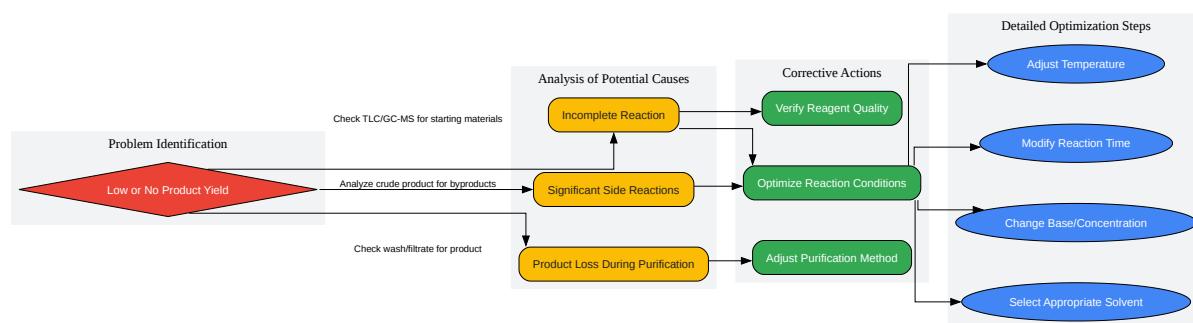 Problem Identification
Low or No Product Yield
Check TLC/GC-MS for starting materials
Analyze crude product for byproducts
Check wash/filtrate for product
Analysis of Potential Causes
Incomplete Reaction
Significant Side Reactions
Product Loss During Purification
Corrective Actions
Verify Reagent Quality
Optimize Reaction Conditions
Adjust Purification Method
Detailed Optimization Steps
Adjust Temperature
Modify Reaction Time
Change Base/Concentration
Select Appropriate Solvent